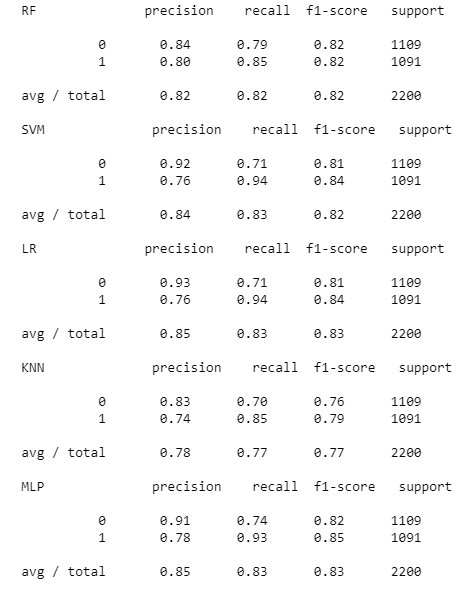 RF precision recall f1-score support
0 0.84 0.79 0.82 1109
1 0.80 0.85 0.82 1091
avg / total 0.82 0.82 0.82 2200
SVM precision recall f1-score support
0 0.92 0.71 0.81 1109
1 0.76 0.94 0.84 1091
avg / total 0.84 0.83 0.82 2200
LR precision recall f1-score support
0 0.93 0.71 0.81 1109
1 0.76 0.94 0.84 1091
avg / total 0.85 0.83 0.83 2200
KNN precision recall f1-score support
0 0.83 0.70 0.76 1109
1 0.74 0.85 0.79 1091
avg / total 0.78 0.77 0.77 2200
MLP precision recall f1-score support
0 0.91 0.74 0.82 1109
1 0.78 0.93 0.85 1091
avg / total 0.85 0.83 0.83 2200